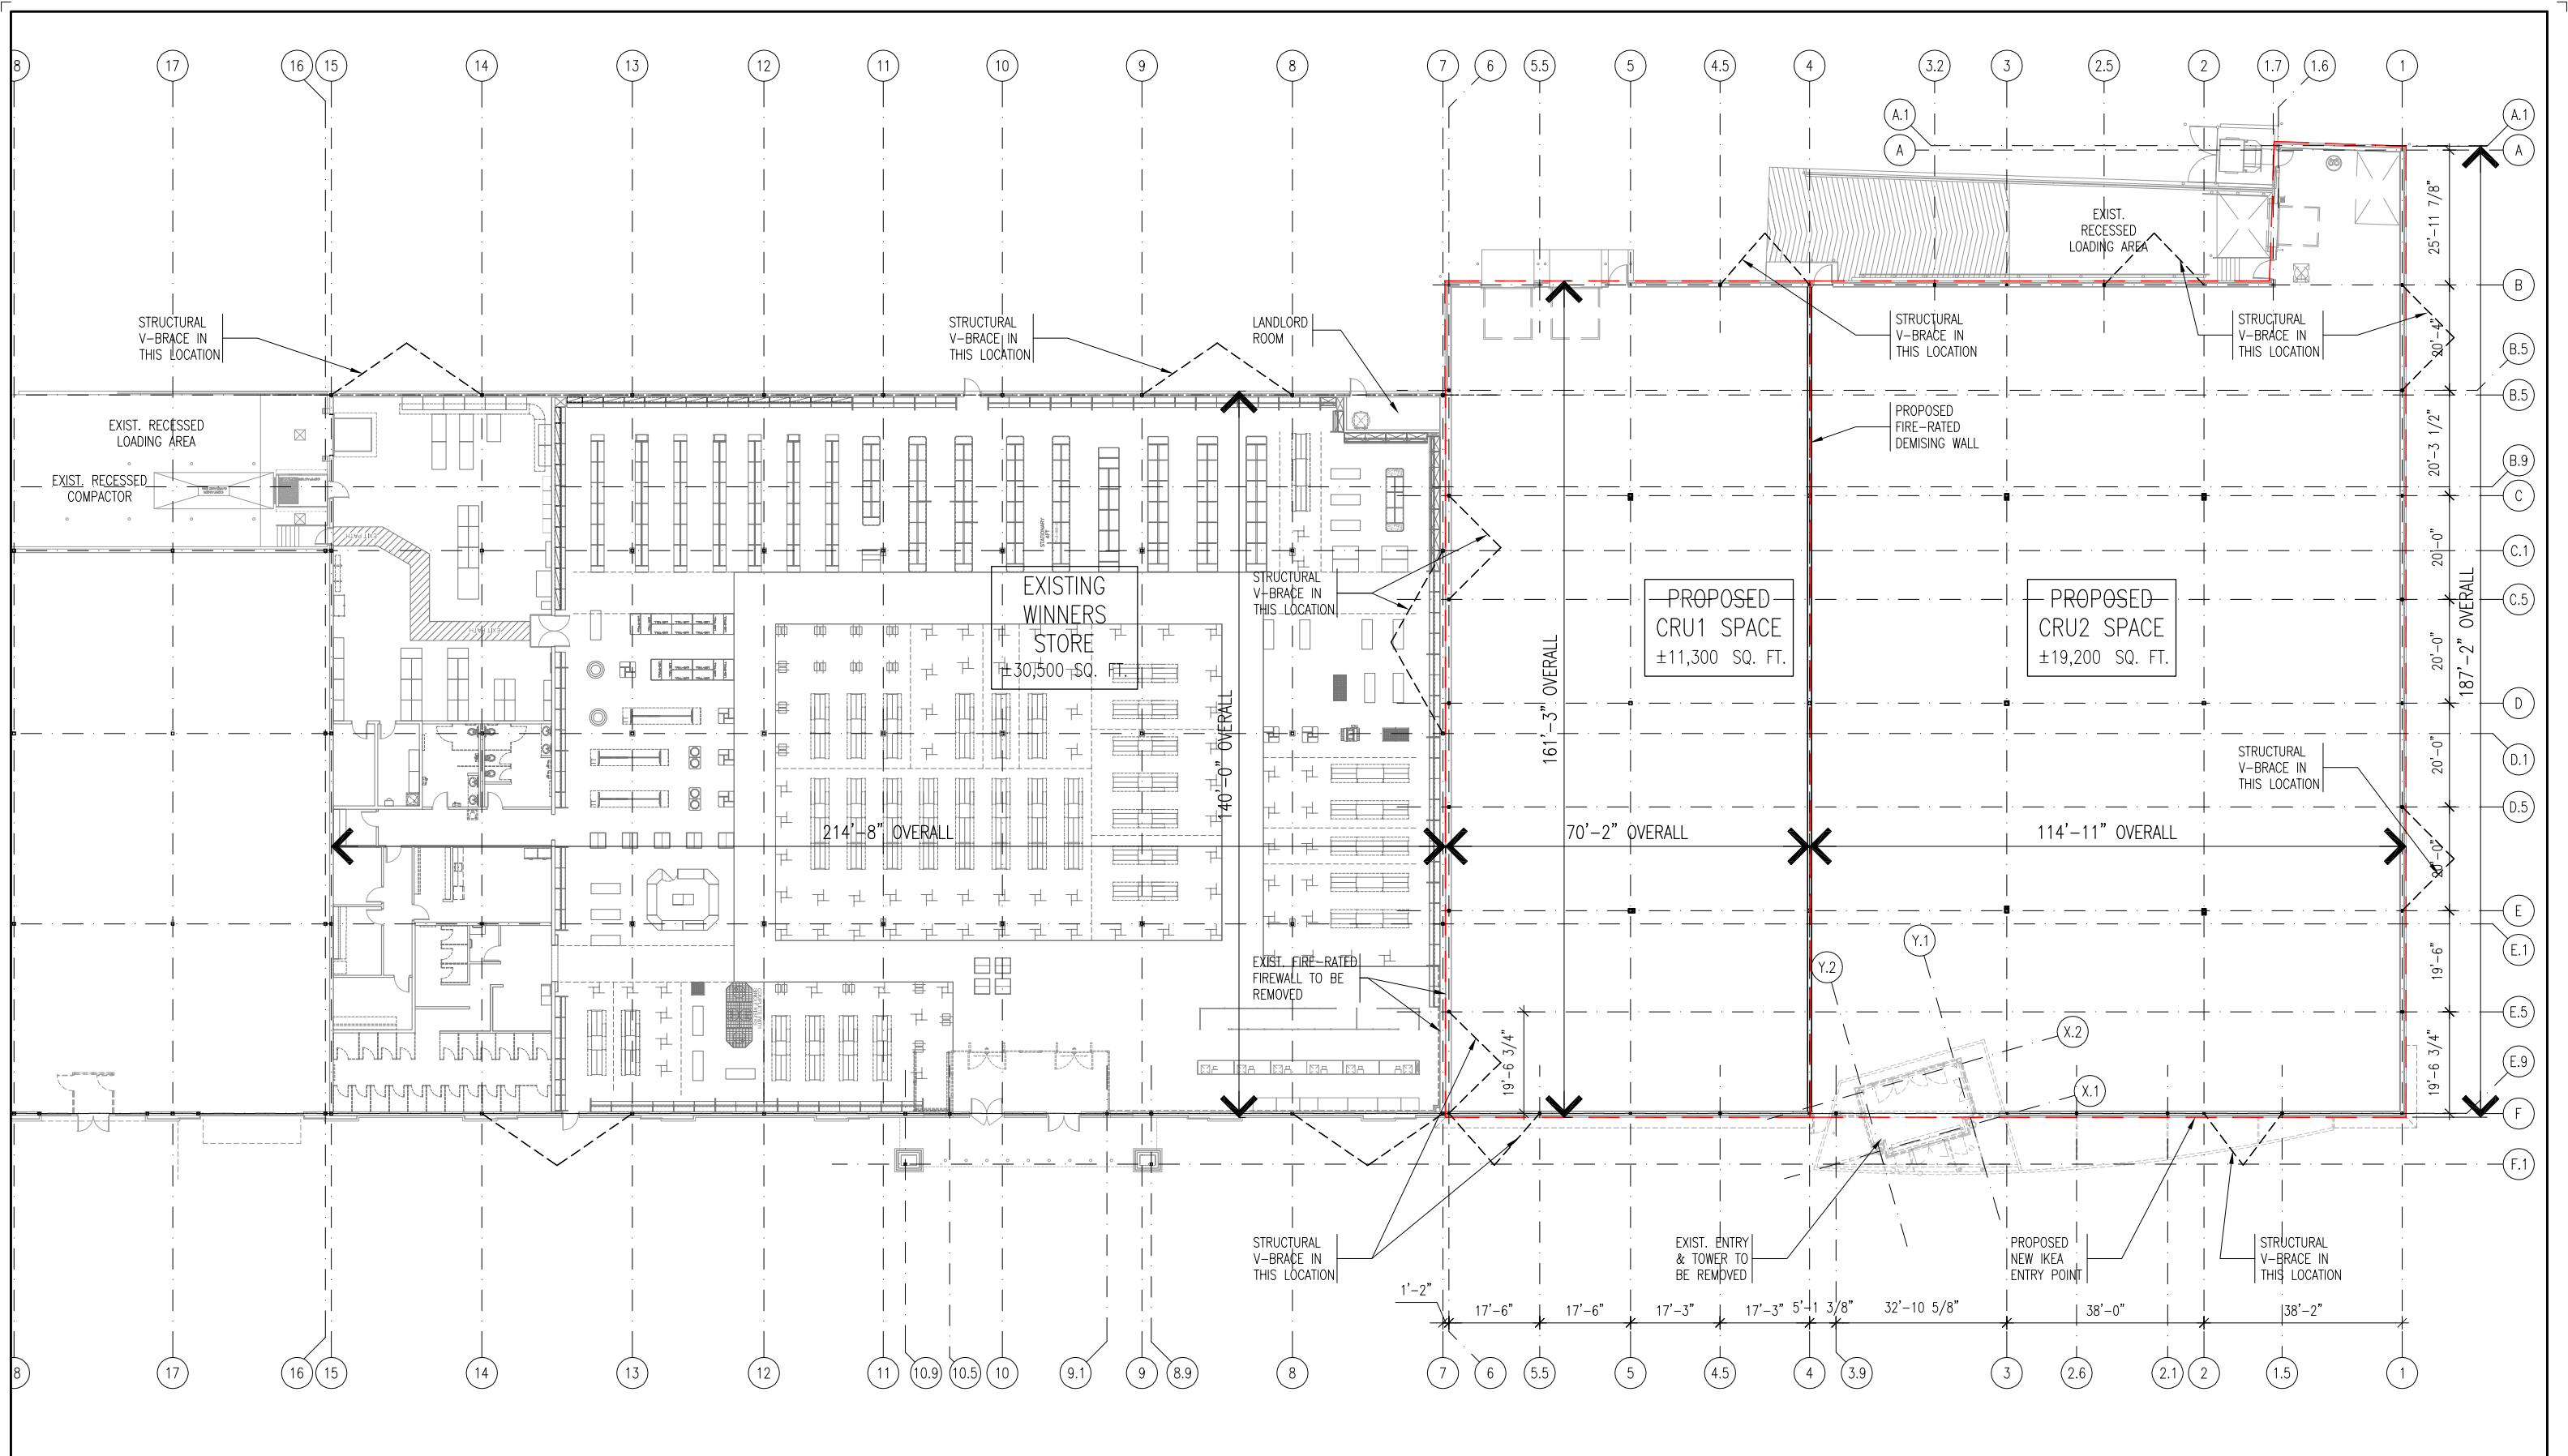 8
17
16
15
14
13
12
11
10
9
8
7
6
5.5
5
4.5
4
3.2
3
2.5
2
1.7
1.6
1
A.1
A.1
A
A
25'-11 7/8"
EXIST.
RECESSED
LOADING AREA
B
STRUCTURAL
V-BRACE IN
THIS LOCATION
STRUCTURAL
V-BRACE IN
THIS LOCATION
LANDLORD
ROOM
STRUCTURAL
V-BRACE IN
THIS LOCATION
STRUCTURAL
V-BRACE IN
THIS LOCATION
20'-4"
B.5
B.5
EXIST. RECESSED
LOADING AREA
PROPOSED
FIRE-RATED
DEMISING WALL
20'-3 1/2"
B.9
EXIST. RECESSED
COMPACTOR
C
EXIT PATH
STATIONARY
C.1
20'-0"
EXISTING
WINNERS
STORE
±30,500 SQ. FT.
STRUCTURAL
V-BRACE IN
THIS LOCATION
PROPOSED
CRU1 SPACE
±11,300 SQ. FT.
PROPOSED
CRU2 SPACE
±19,200 SQ. FT.
C.5
EXIT PATH
20'-0"
187'-2" OVERALL
161'-3" OVERALL
140'-0" OVERALL
D
STRUCTURAL
V-BRACE IN
THIS LOCATION
20'-0"
D.1
D.5
214'-8" OVERALL
70'-2" OVERALL
114'-11" OVERALL
20'-0"
E
E.1
Y.1
Y.2
19'-6"
EXIST. FIRE-RATED
FIREWALL TO BE
REMOVED
E.5
X.2
19'-6 3/4"
19'-6 3/4"
E.9
X.1
F
F.1
STRUCTURAL
V-BRACE IN
THIS LOCATION
EXIST. ENTRY
& TOWER TO
BE REMOVED
PROPOSED
NEW IKEA
ENTRY POINT
STRUCTURAL
V-BRACE IN
THIS LOCATION
1'-2"
17'-6"
17'-6"
17'-3"
17'-3"
5'-1 3/8"
32'-10 5/8"
38'-0"
38'-2"
8
17
16
15
14
13
12
11
10.9
10.5
10
9.1
9
8.9
8
7
6
5.5
5
4.5
4
3.9
3
2.6
2.1
2
1.5
1